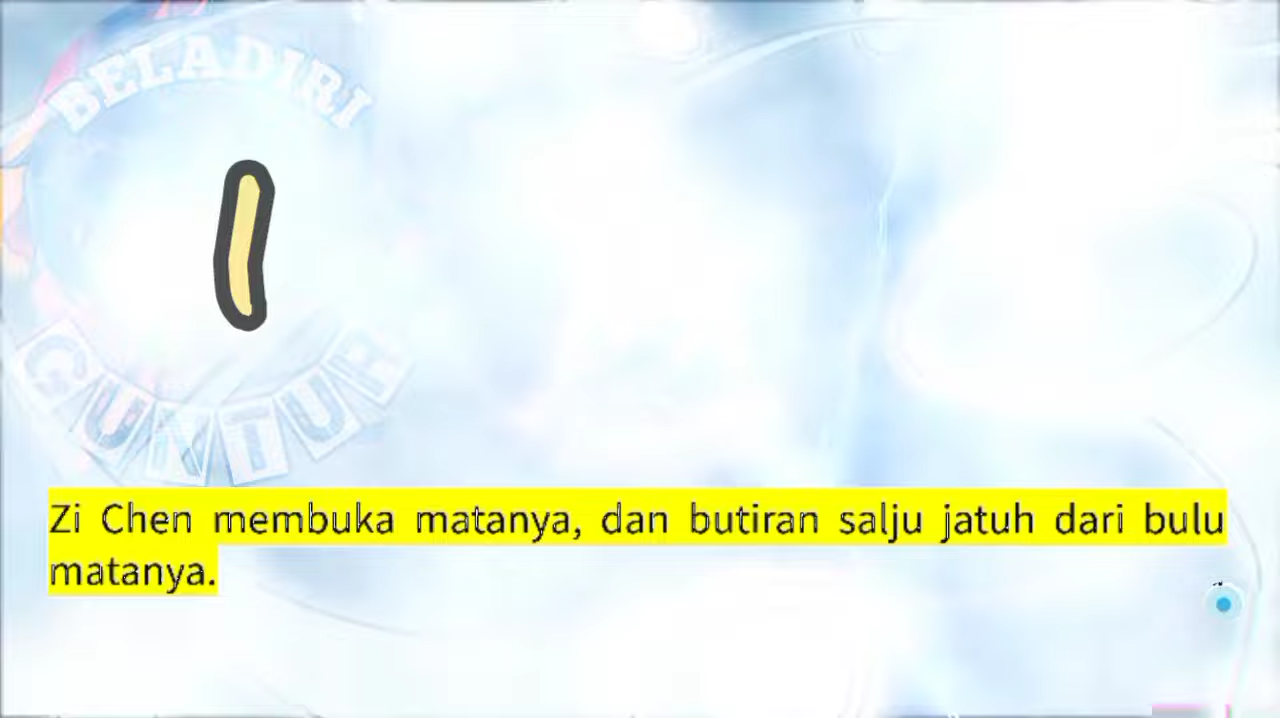 BELADIRI
GUNTUR
Zi Chen membuka matanya, dan butiran salju jatuh dari bulu
matanya.